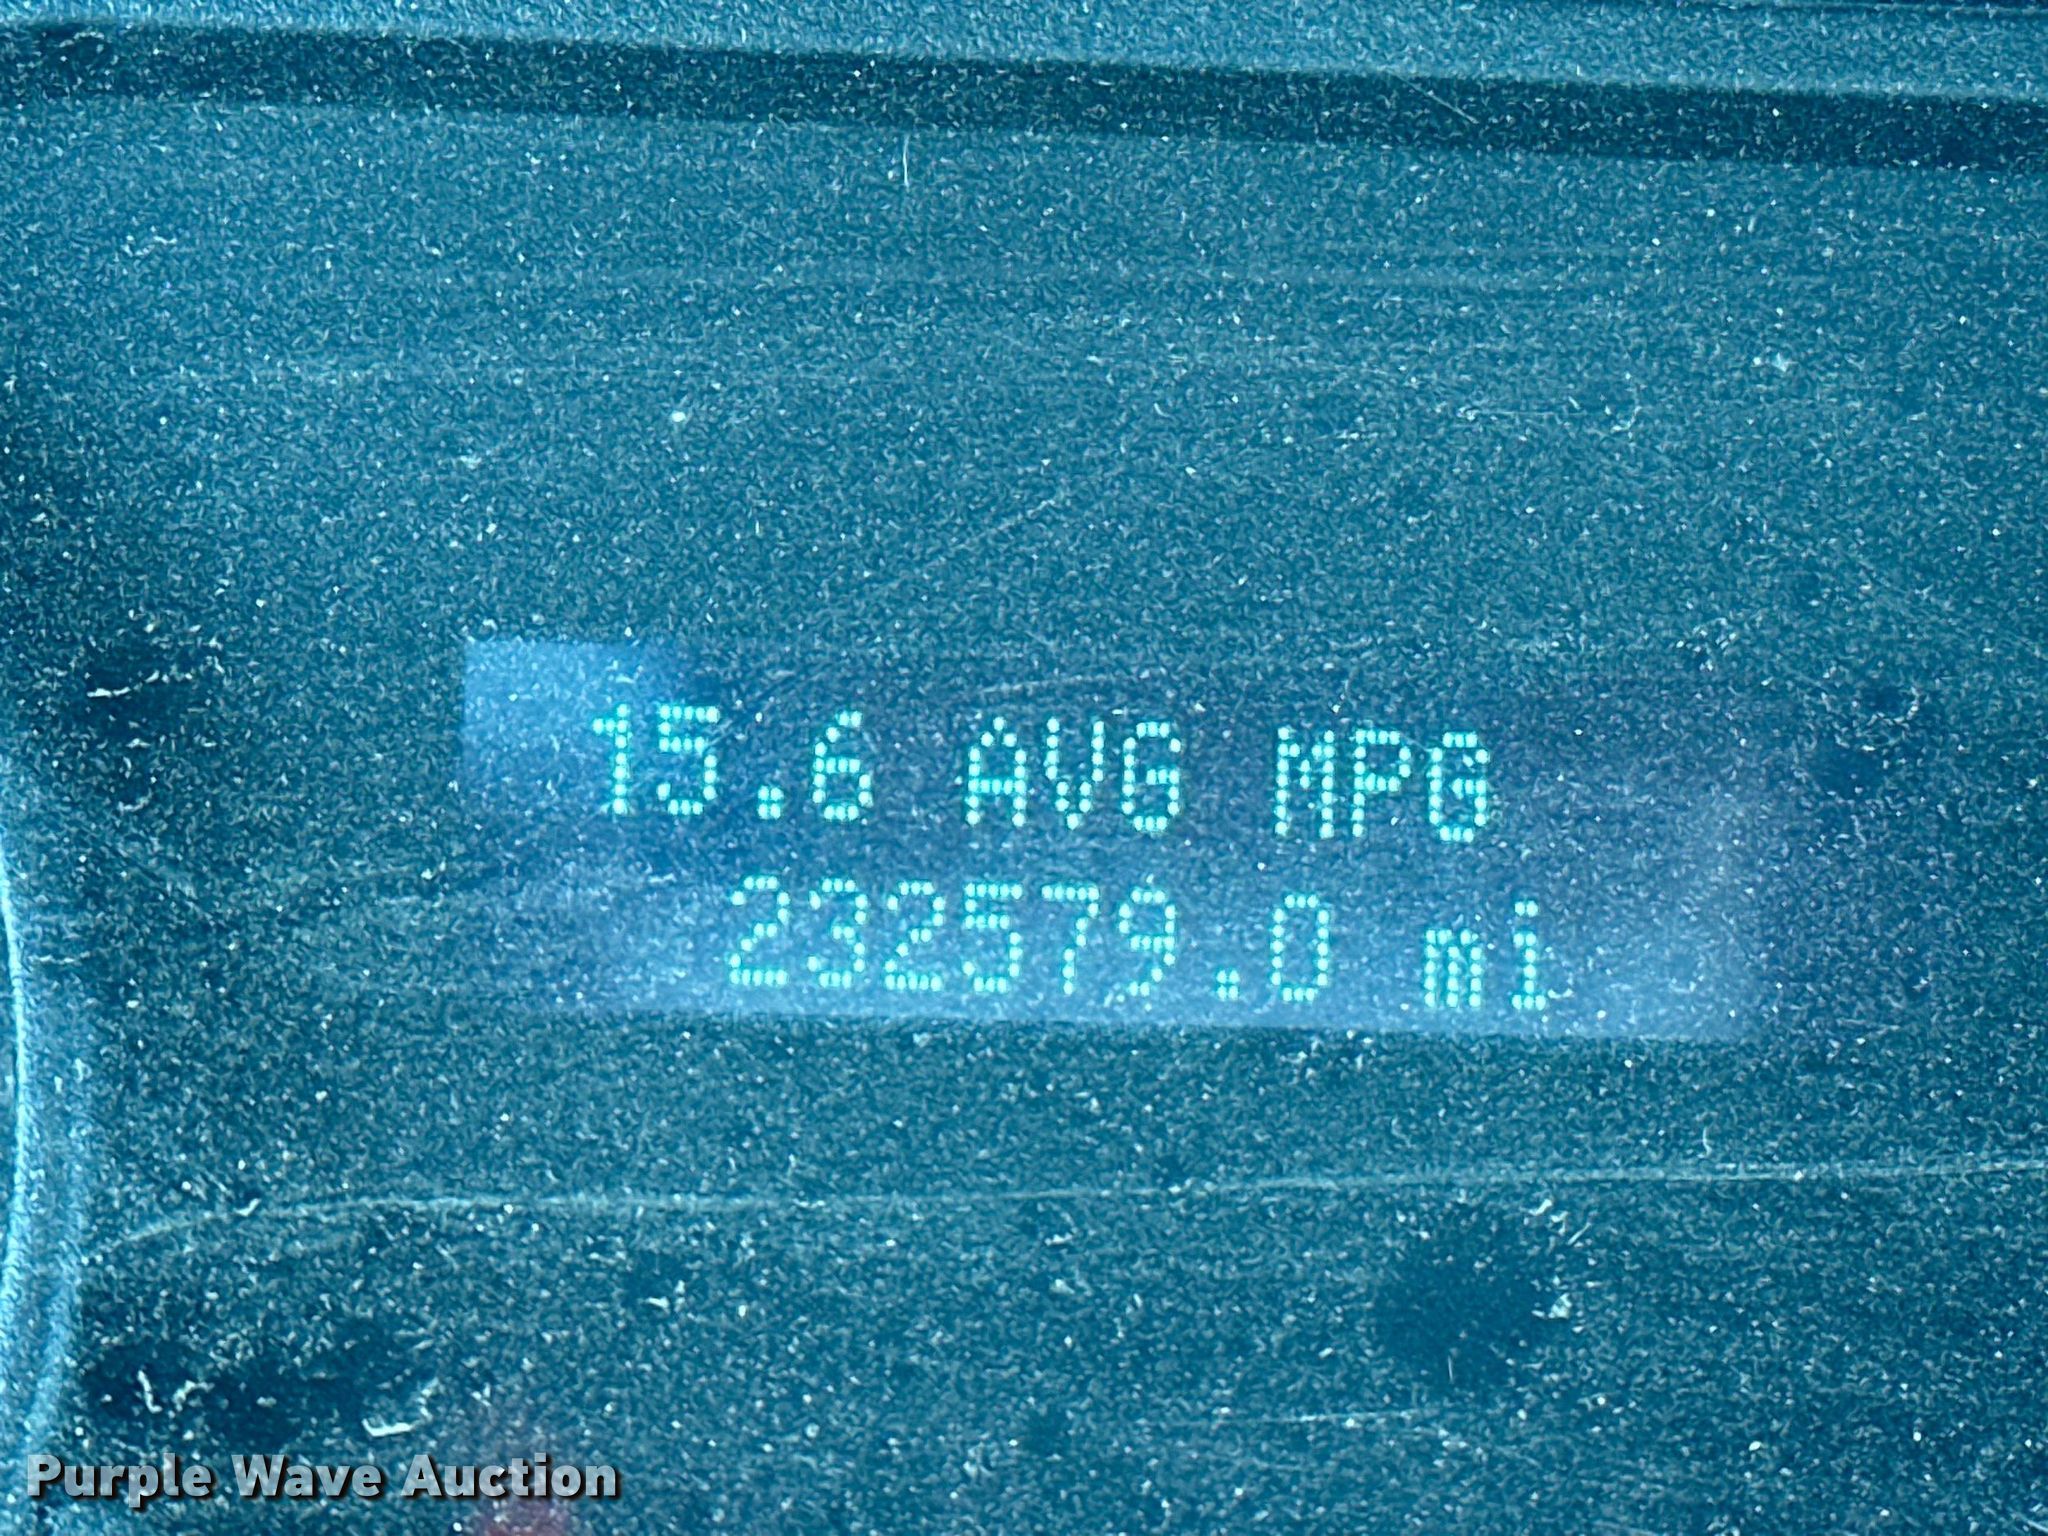 15.6 AVG MPG
232579.0 mi
Purple Wave Auction